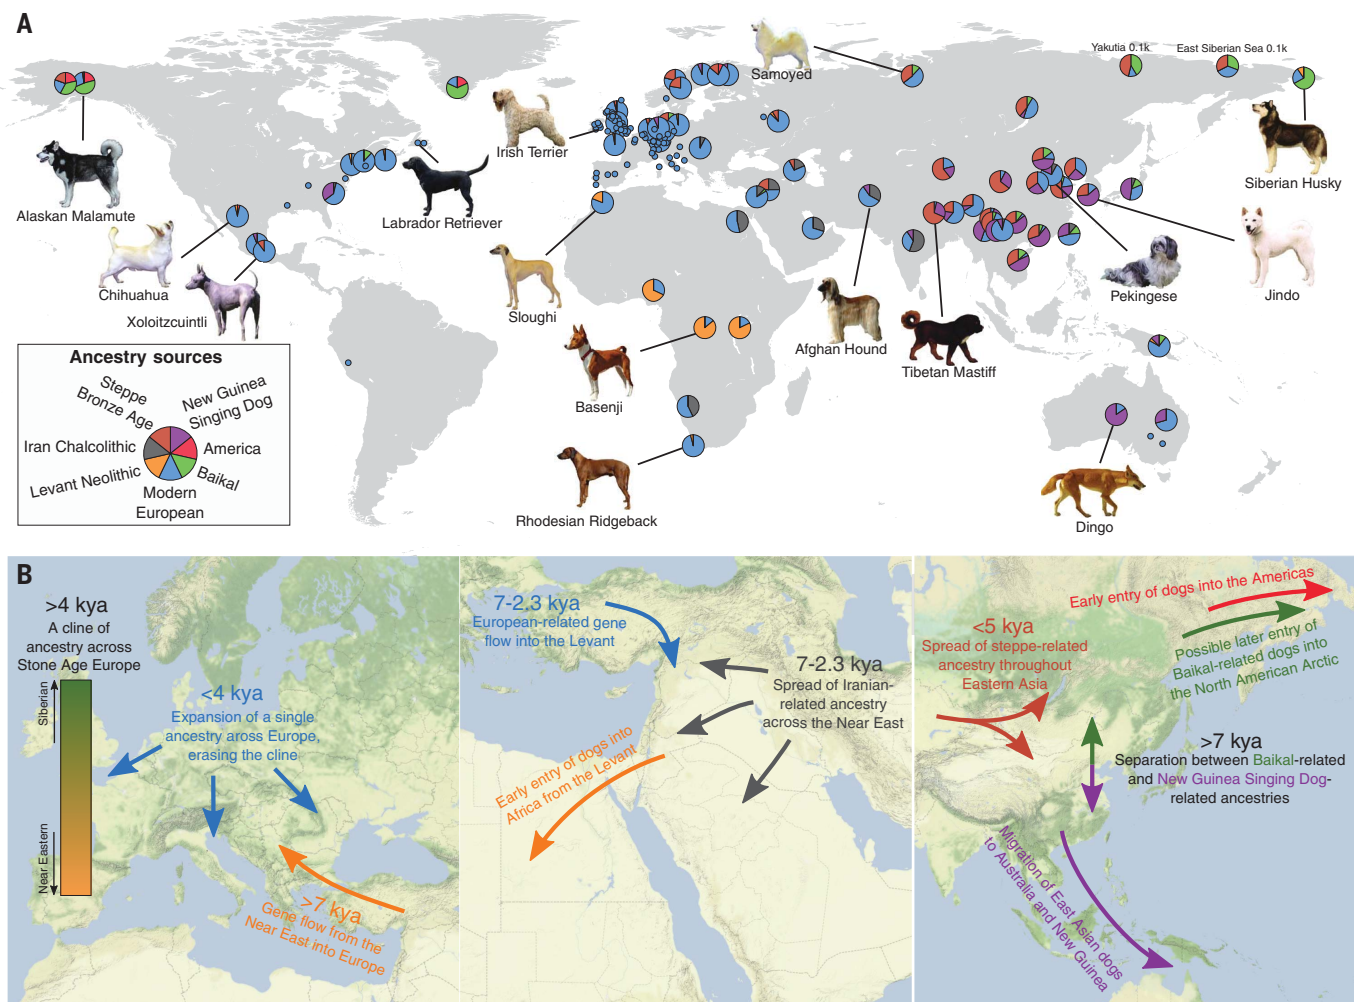 A
Samoyed
Yakutia 0.1k
East Siberian Sea 0.1k
Irish Terrier
Siberian Husky
Alaskan Malamute
Labrador Retriever
Chihuahua
Xoloitzcuintli
Sloughi
Afghan Hound
Tibetan Mastiff
Pekingese
Jindo
Basenji
Rhodesian Ridgeback
Dingo
Ancestry sources
Steppe
Bronze Age
New Guinea
Singing Dog
Iran Chalcolithic
America
Levant Neolithic
Baikal
Modern
European
B
>4 kya
A cline of
ancestry across
Stone Age Europe
Siberian
Near Eastern
<4 kya
Expansion of a single
ancestry aross Europe,
erasing the cline
>7 kya
Gene flow from the
Near East into Europe
7-2.3 kya
European-related gene
flow into the Levant
7-2.3 kya
Spread of Iranian-
related ancestry
across the Near East
Early entry of dogs into
Africa from the Levant
Early entry of dogs into the Americas
<5 kya
Spread of steppe-related
ancestry throughout
Eastern Asia
Possible later entry of
Baikal-related dogs into
the North American Arctic
>7 kya
Separation between Baikal-related
and New Guinea Singing Dog-
related ancestries
Migration of East Asian dogs
to Australia and New Guinea